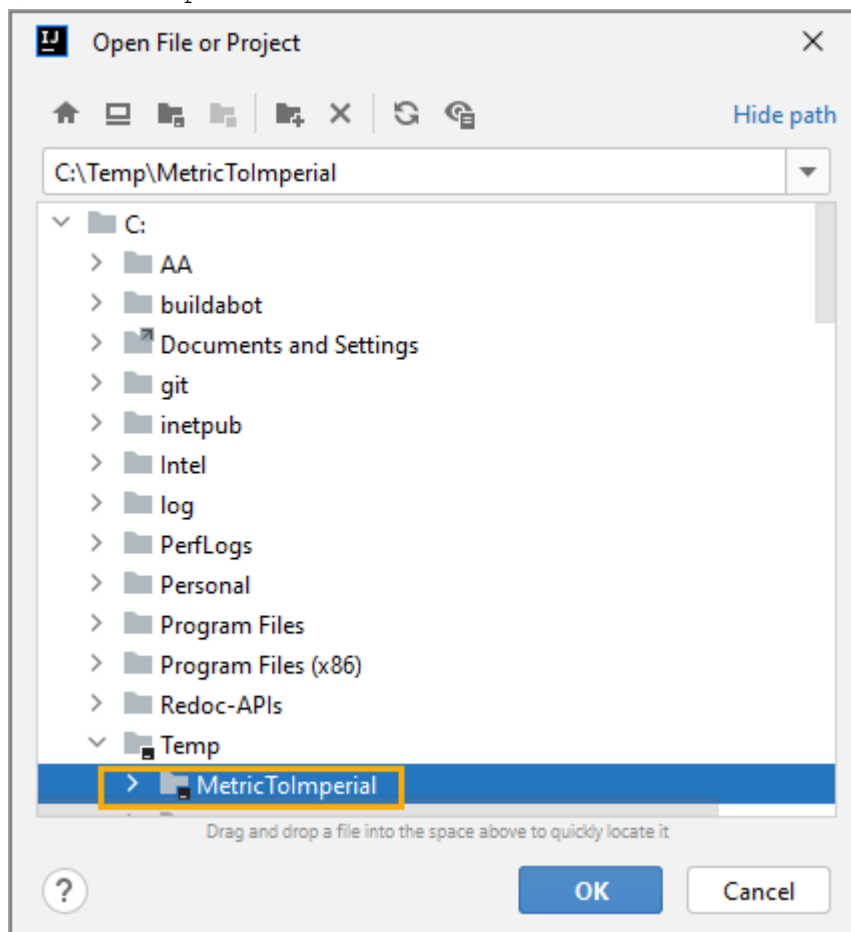 IJ
Open File or Project
Hide path
C:\Temp\MetricToImperial
C:
AA
buildabot
Documents and Settings
git
inetpub
Intel
log
PerfLogs
Personal
Program Files
Program Files (x86)
Redoc-APIs
Temp
MetricToImperial
Drag and drop a file into the space above to quickly locate it
?
OK Cancel